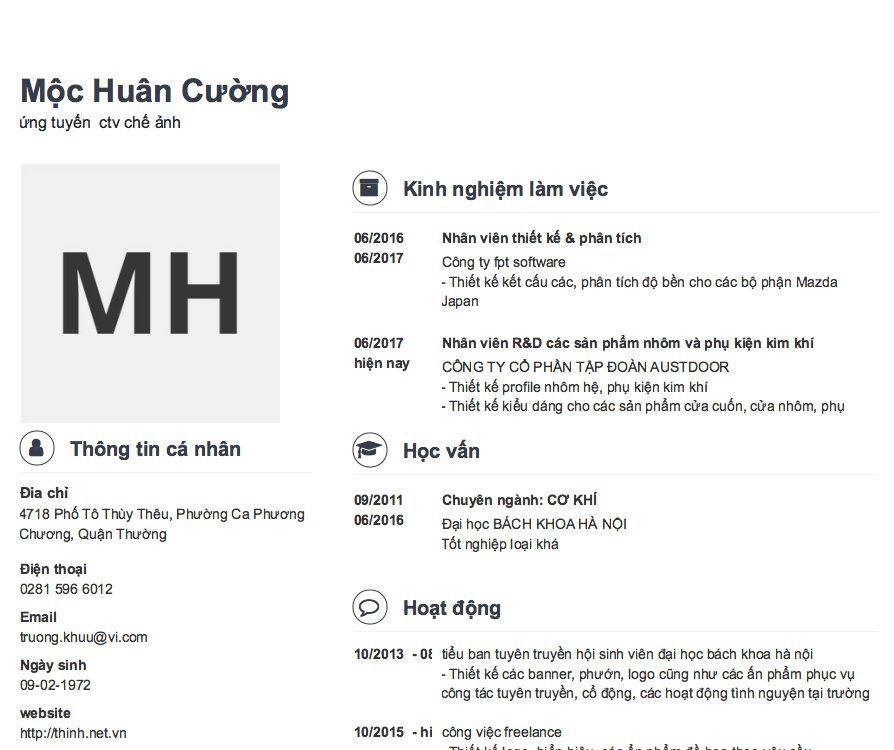 Mộc Huân Cường
ứng tuyển ctv chế ảnh
MH
Thông tin cá nhân
Đia chỉ
4718 Phố Tô Thùy Thêu, Phường Ca Phương
Chương, Quận Thường
Điện thoại
0281 596 6012
Email
truong.khuu@vi.com
Ngày sinh
09-02-1972
website
http://thinh.net.vn
Kinh nghiệm làm việc
06/2016 Nhân viên thiết kế & phân tích
06/2017 Công ty fpt software
- Thiết kế kết cấu các, phân tích độ bền cho các bộ phận Mazda
Japan
06/2017 Nhân viên R&D các sản phẩm nhôm và phụ kiện kim khí
hiện nay CÔNG TY CỔ PHẦN TẬP ĐOÀN AUSTDOOR
- Thiết kế profile nhôm hệ, phụ kiện kim khí
- Thiết kế kiểu dáng cho các sản phẩm cửa cuốn, cửa nhôm, phụ
Học vấn
09/2011 Chuyên ngành: CƠ KHÍ
06/2016 Đại học BÁCH KHOA HÀ NỘI
Tốt nghiệp loại khá
Hoạt động
10/2013 - 08 tiểu ban tuyên truyền hội sinh viên đại học bách khoa hà nội
- Thiết kế các banner, phướn, logo cũng như các ấn phẩm phục vụ
công tác tuyên truyền, cổ động, các hoạt động tình nguyện tại trường
10/2015 - hi công việc freelance